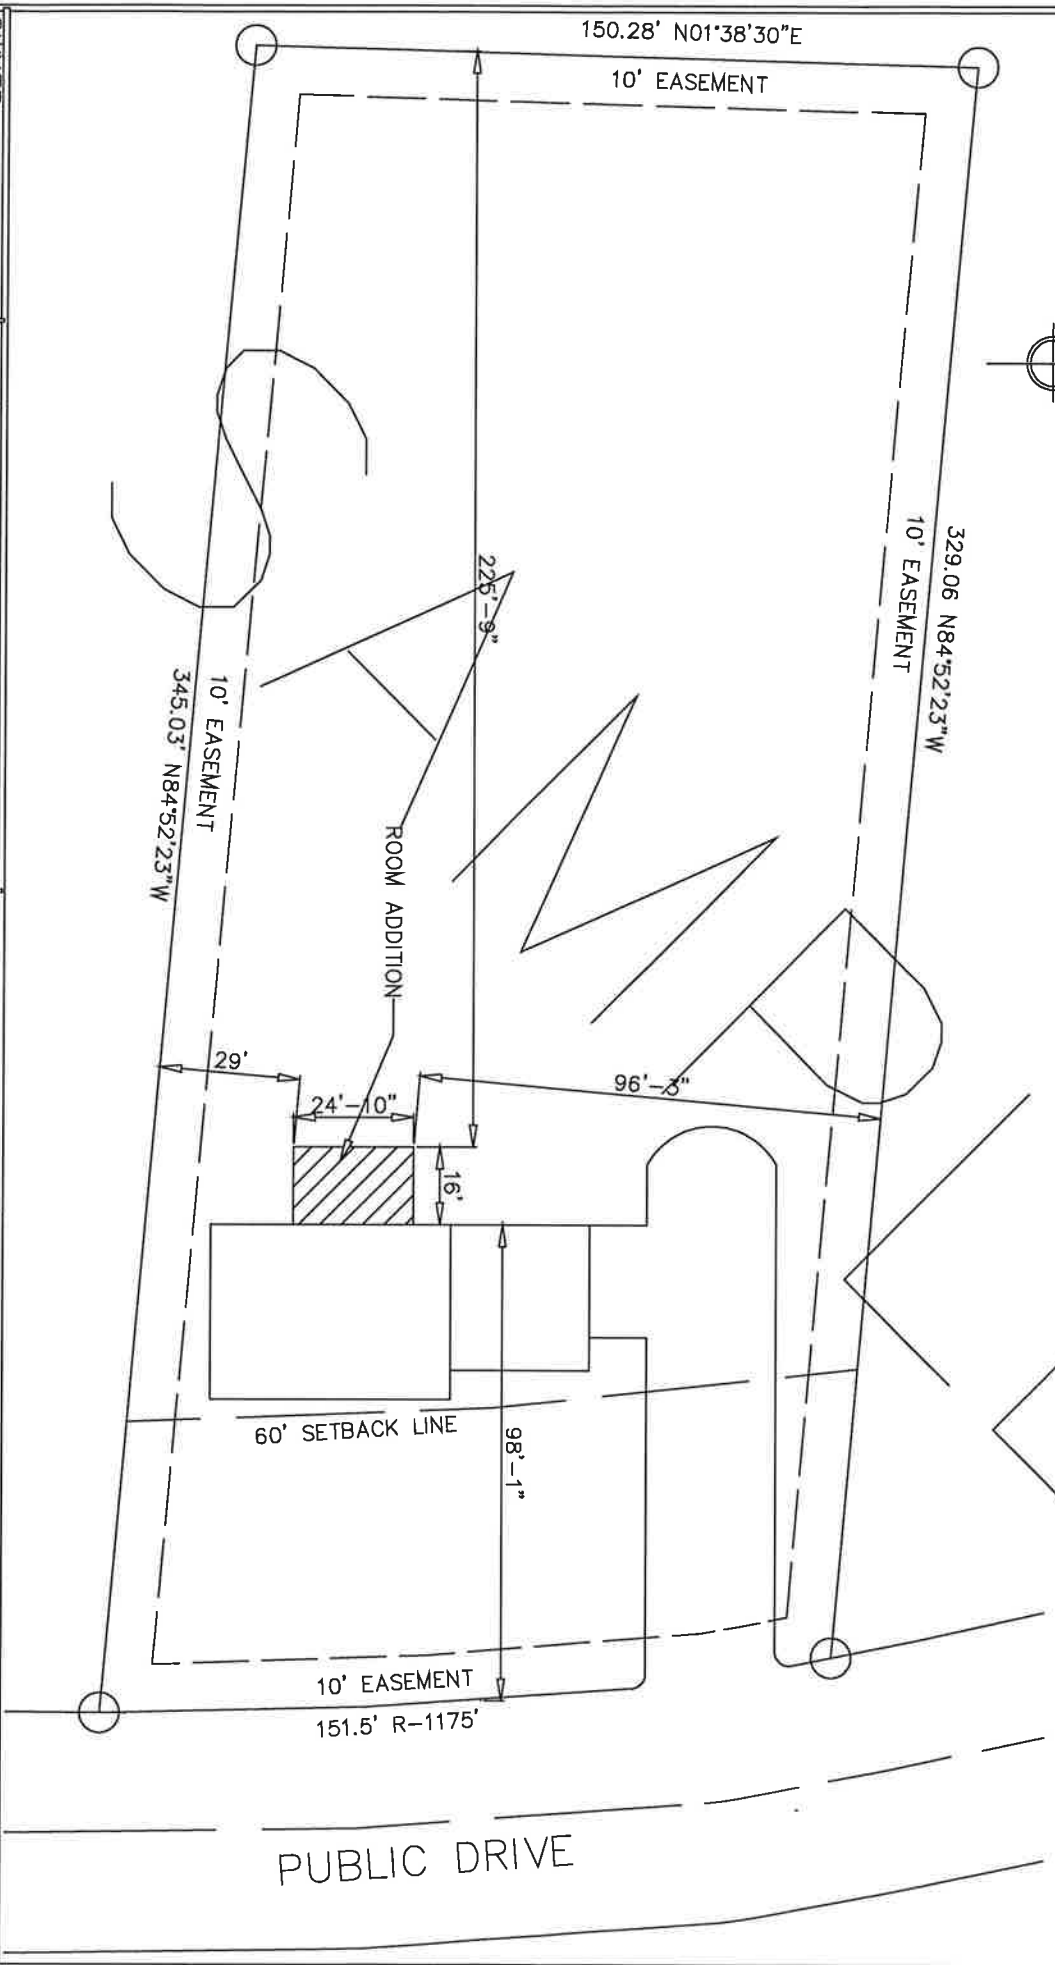 150.28' N01°38'30"E
10' EASEMENT
329.06 N84°52'23"W
10' EASEMENT
225'-9"
10' EASEMENT
345.03' N84°52'23"W
ROOM ADDITION
29'
24'-10"
96'-3"
16'
60' SETBACK LINE
98'-1"
10' EASEMENT
151.5' R-1175'
PUBLIC DRIVE
SAMPL